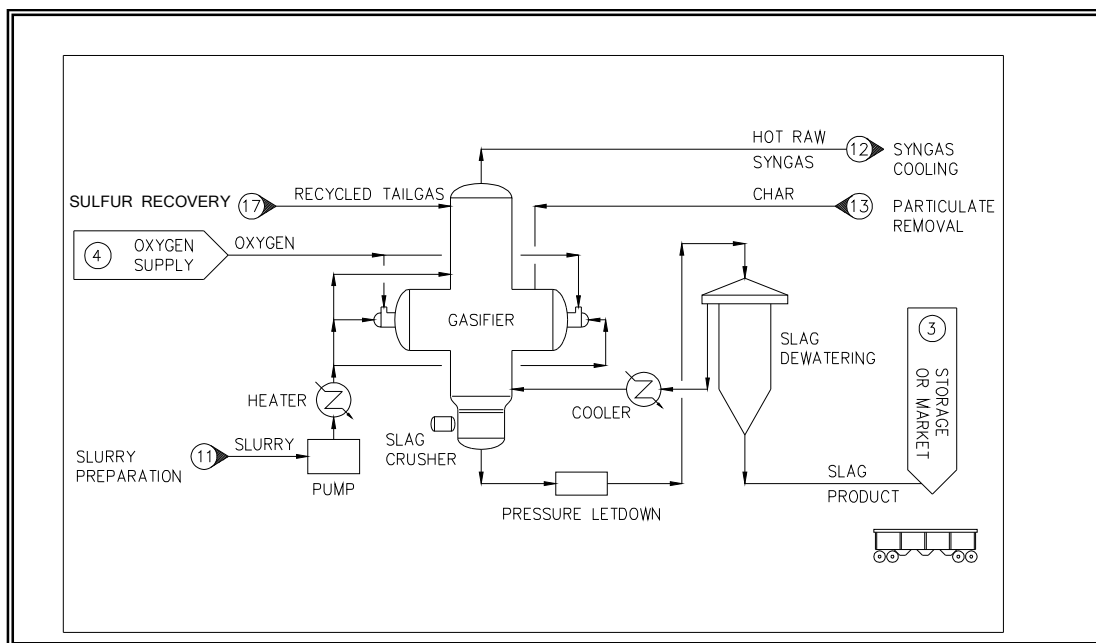 HOT RAW
SYNGAS
12
SYNGAS
COOLING
SULFUR RECOVERY
17
RECYCLED TAILGAS
CHAR
13
PARTICULATE
REMOVAL
4
OXYGEN
SUPPLY
OXYGEN
GASIFIER
SLAG
DEWATERING
3
STORAGE
OR MARKET
HEATER
COOLER
SLURRY
PREPARATION
11
SLURRY
PUMP
SLAG
CRUSHER
PRESSURE LETDOWN
SLAG
PRODUCT